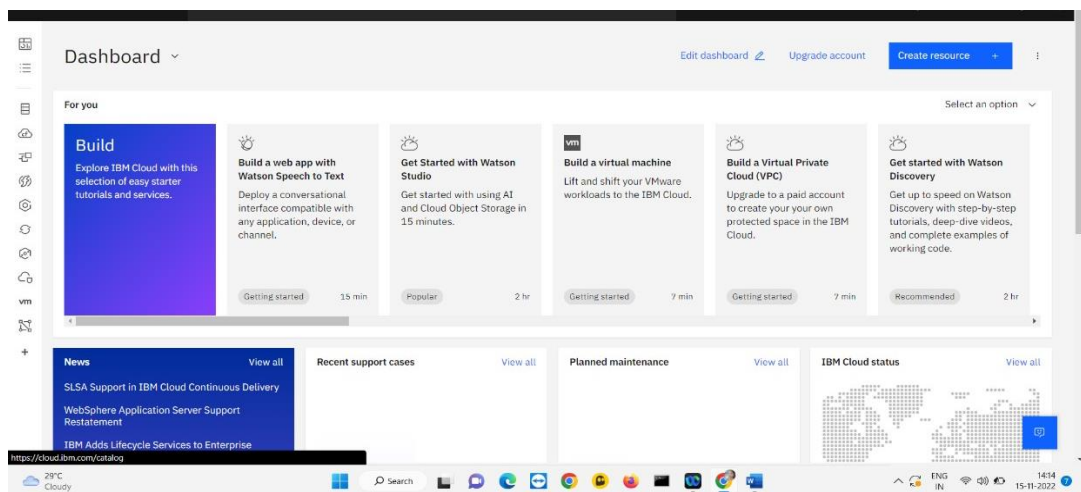 Dashboard
Edit dashboard
Upgrade account
Create resource +
For you
Select an option
Build
Explore IBM Cloud with this
selection of easy starter
tutorials and services.
Build a web app with
Watson Speech to Text
Deploy a conversational
interface compatible with
any application, device, or
channel.
Getting started 15 min
Get Started with Watson
Studio
Get started with using AI
and Cloud Object Storage in
15 minutes.
Popular 2 hr
vm
Build a virtual machine
Lift and shift your VMware
workloads to the IBM Cloud.
Getting started 7 min
Build a Virtual Private
Cloud (VPC)
Upgrade to a paid account
to create your your own
protected space in the IBM
Cloud.
Getting started 7 min
Get started with Watson
Discovery
Get up to speed on Watson
Discovery with step-by-step
tutorials, deep-dive videos,
and complete examples of
working code.
Recommended 2 hr
vm
News View all
SLSA Support in IBM Cloud Continuous Delivery
WebSphere Application Server Support
Restatement
IBM Adds Lifecycle Services to Enterprise
Recent support cases View all
Planned maintenance View all
IBM Cloud status View all
https://cloud.ibm.com/catalog
29°C
Cloudy
Search
ENG
IN
14:14
15-11-2022